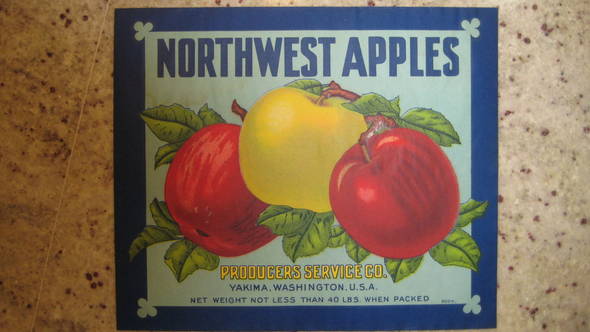 NORTHWEST APPLES
PRODUCERS SERVICE CO.
YAKIMA, WASHINGTON, U.S.A.
NET WEIGHT NOT LESS THAN 40 LBS. WHEN PACKED